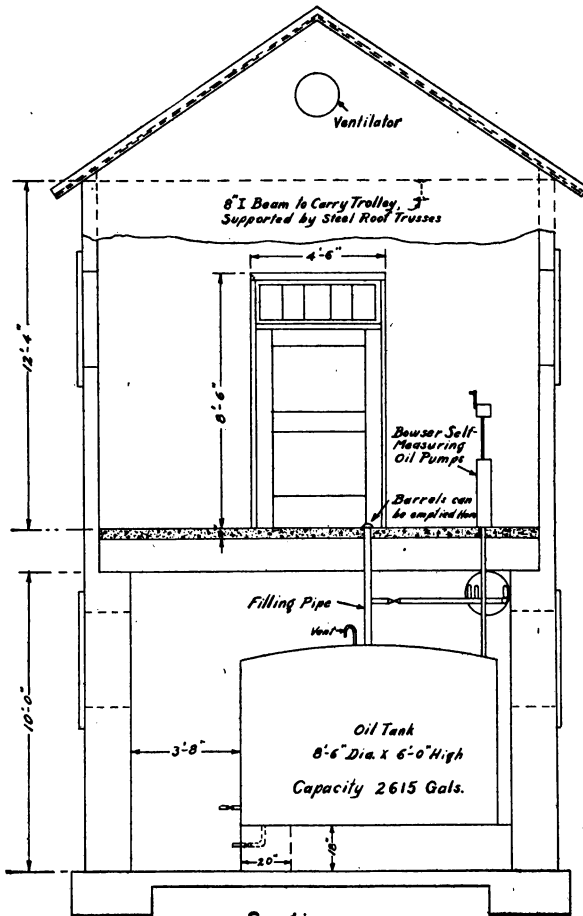 Ventilator
8" I Beam to Carry Trolley,
Supported by Steel Roof Trusses
3"
4'-6"
12'-4"
8'-6"
Bowser Self-
Measuring
Oil Pumps
Barrels can
be emptied
Filling Pipe
Vent
10'-0"
3'-8"
Oil Tank
8'-6" Dia. x 6'-0" High
Capacity 2615 Gals.
20"
18"